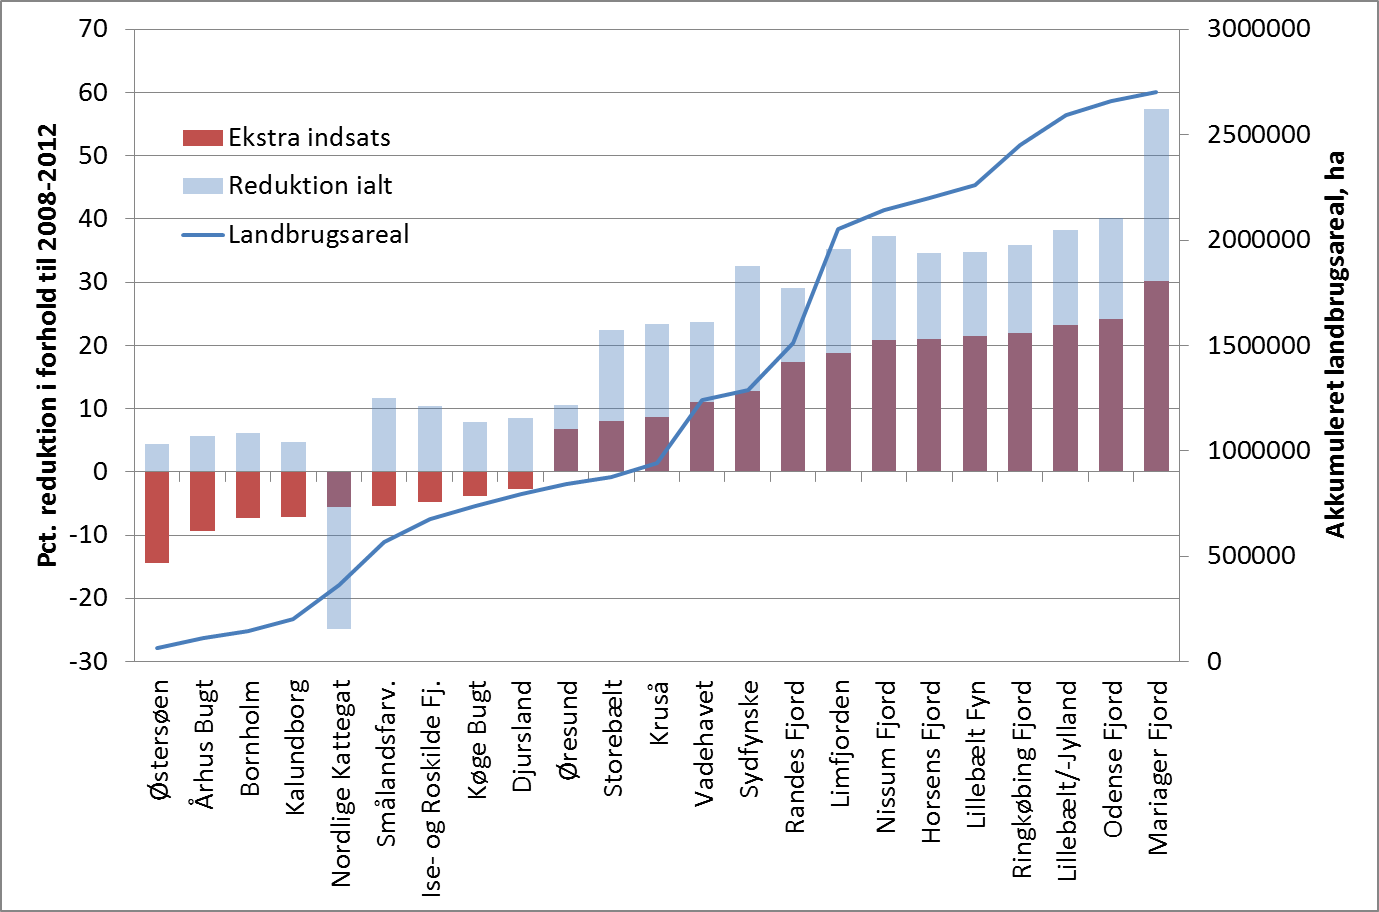 70
60
50
40
30
20
10
0
-10
-20
-30
Pct. reduktion i forhold til 2008-2012
Ekstra indsats
Reduktion ialt
Landbrugsareal
3000000
2500000
2000000
1500000
1000000
500000
0
Akkumuleret landbrugsareal, ha
Østersøen
Århus Bugt
Bornholm
Kalundborg
Nordlige Kattegat
Smålandsfarv.
Ise- og Roskilde Fj.
Køge Bugt
Djursland
Øresund
Storebælt
Kruså
Vadehavet
Sydfynske
Randes Fjord
Limfjorden
Nissum Fjord
Horsens Fjord
Lillebælt Fyn
Ringkøbing Fjord
Lillebælt/-Jylland
Odense Fjord
Mariager Fjord